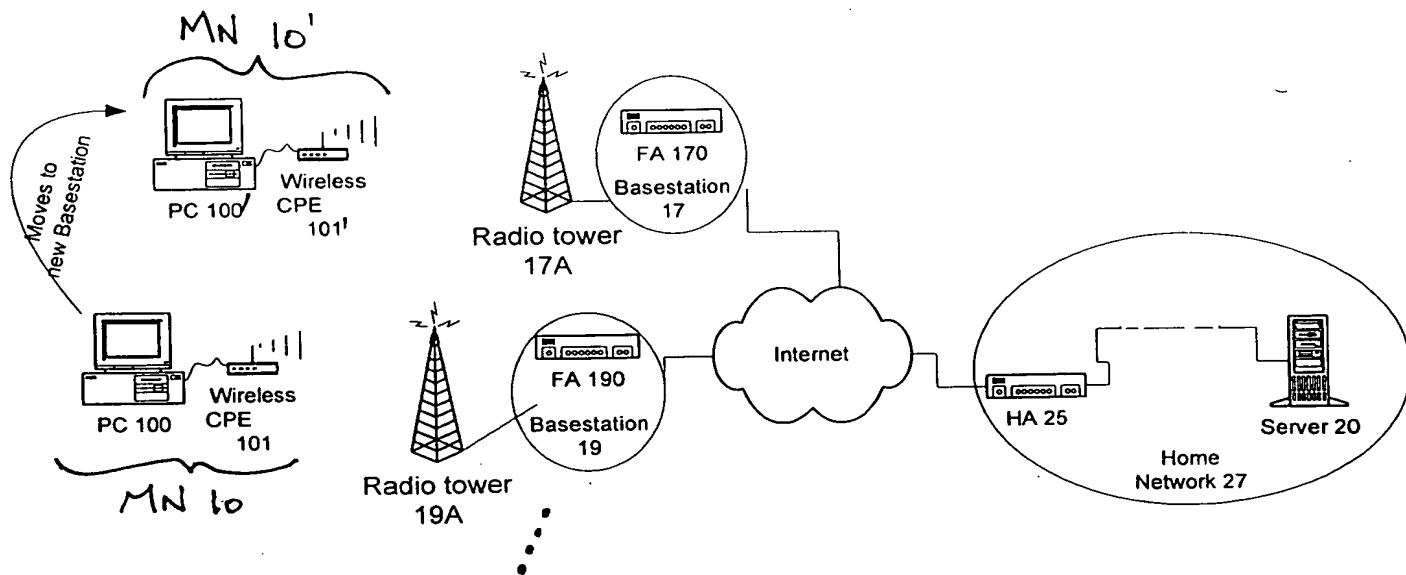 MN 10'
Moves to
new Basestation
PC 100'
Wireless
CPE
101'
Radio tower
17A
FA 170
Basestation
17
PC 100
Wireless
CPE
101
MN 10
Radio tower
19A
FA 190
Basestation
19
Internet
HA 25
Server 20
Home
Network 27